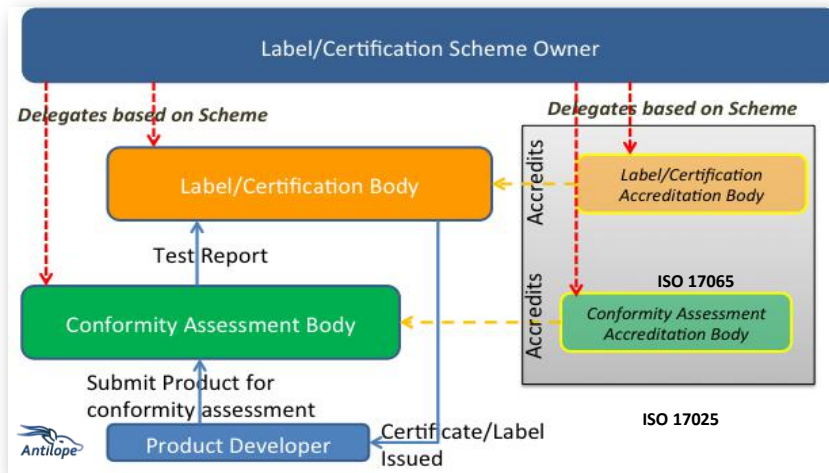 Label/Certification Scheme Owner
Delegates based on Scheme
Delegates based on Scheme
Label/Certification Body
Accredits
Label/Certification
Accreditation Body
Test Report
ISO 17065
Conformity Assessment Body
Accredits
Conformity Assessment
Accreditation Body
Submit Product for
conformity assessment
ISO 17025
Antilope
Product Developer
Certificate/Label
Issued